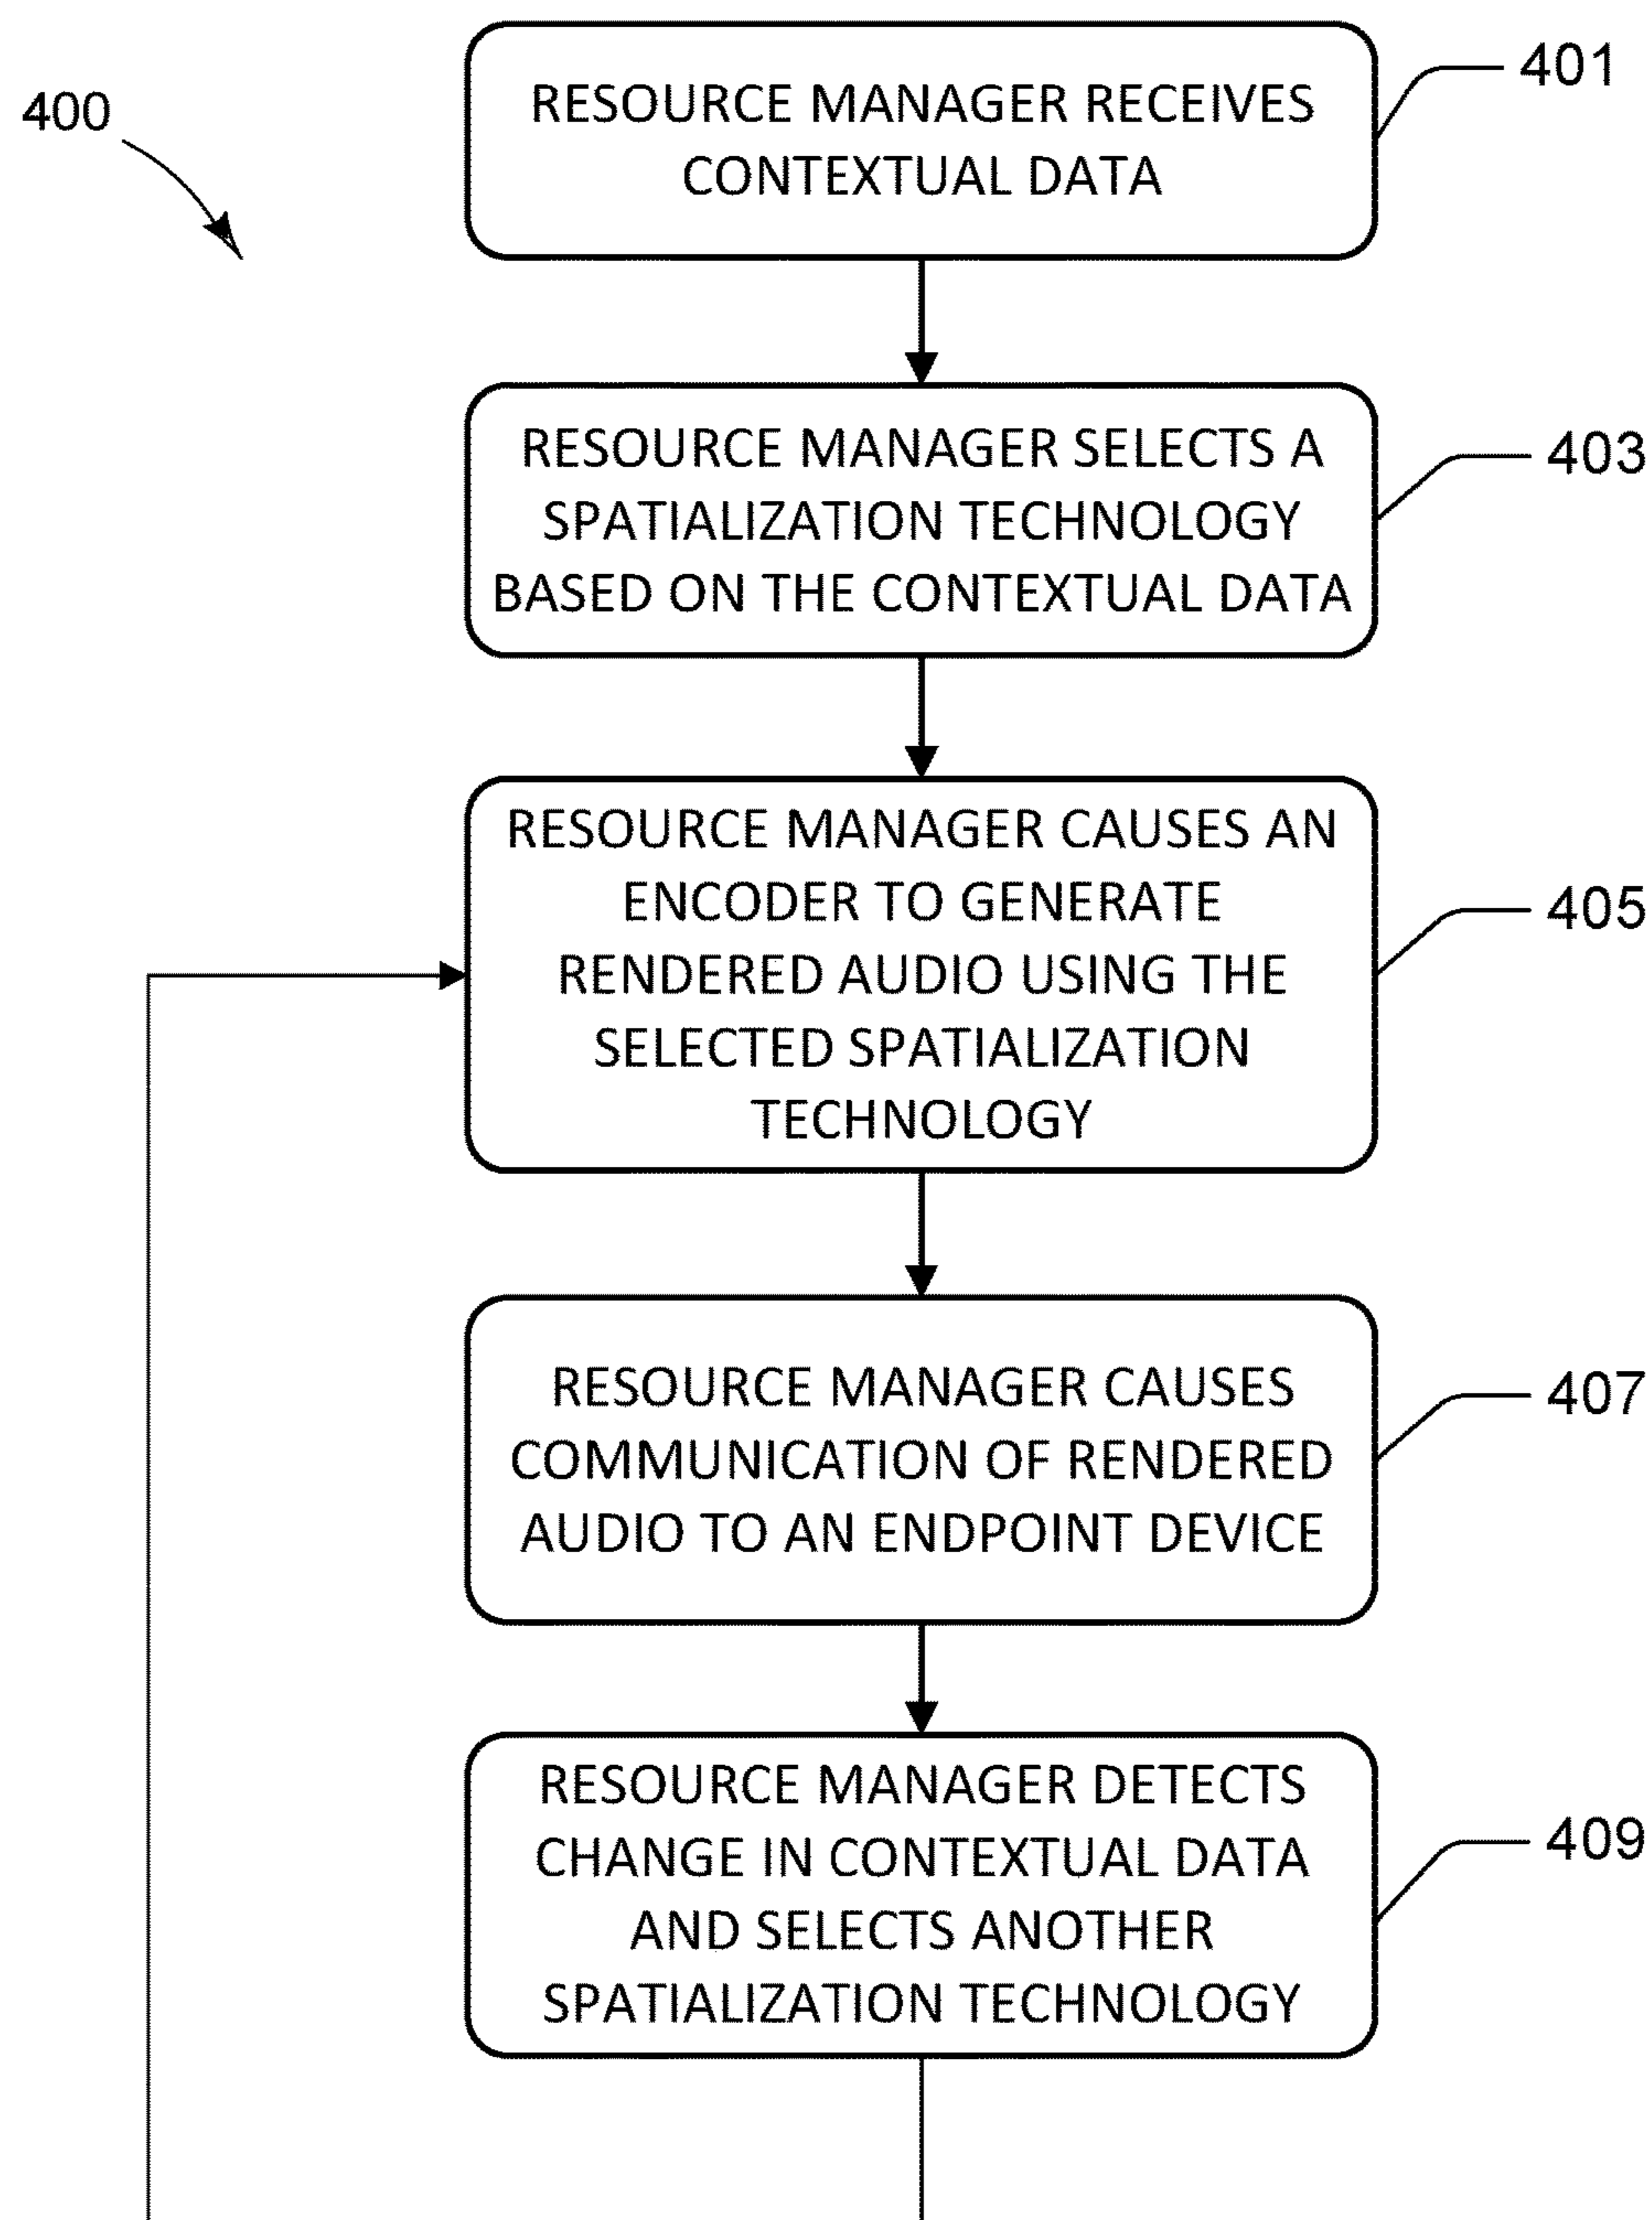 400
RESOURCE MANAGER RECEIVES
CONTEXTUAL DATA
401
RESOURCE MANAGER SELECTS A
SPATIALIZATION TECHNOLOGY
BASED ON THE CONTEXTUAL DATA
403
RESOURCE MANAGER CAUSES AN
ENCODER TO GENERATE
RENDERED AUDIO USING THE
SELECTED SPATIALIZATION
TECHNOLOGY
405
RESOURCE MANAGER CAUSES
COMMUNICATION OF RENDERED
AUDIO TO AN ENDPOINT DEVICE
407
RESOURCE MANAGER DETECTS
CHANGE IN CONTEXTUAL DATA
AND SELECTS ANOTHER
SPATIALIZATION TECHNOLOGY
409